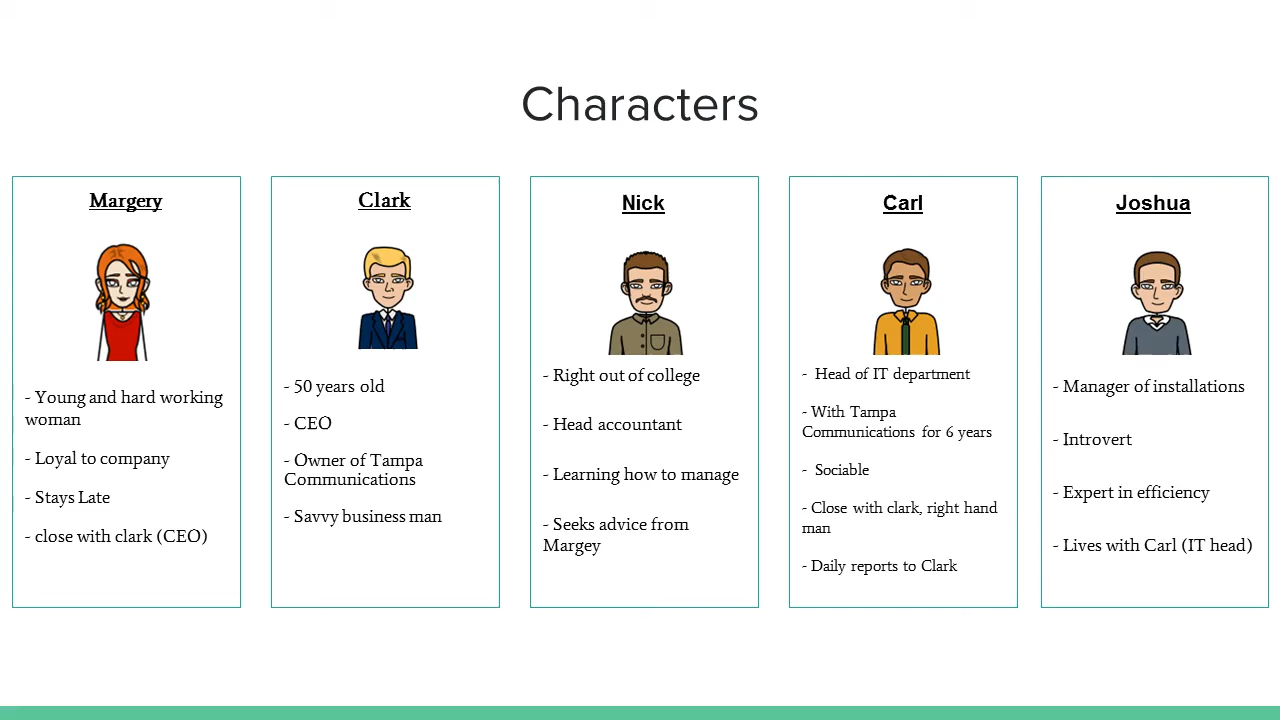 Characters
Margery
- Young and hard working
woman
- Loyal to company
- Stays Late
- close with clark (CEO)
Clark
- 50 years old
- CEO
- Owner of Tampa
Communications
- Savvy business man
Nick
- Right out of college
- Head accountant
- Learning how to manage
- Seeks advice from
Margey
Carl
- Head of IT department
- With Tampa
Communications for 6 years
- Sociable
- Close with clark, right hand
man
- Daily reports to Clark
Joshua
- Manager of installations
- Introvert
- Expert in efficiency
- Lives with Carl (IT head)